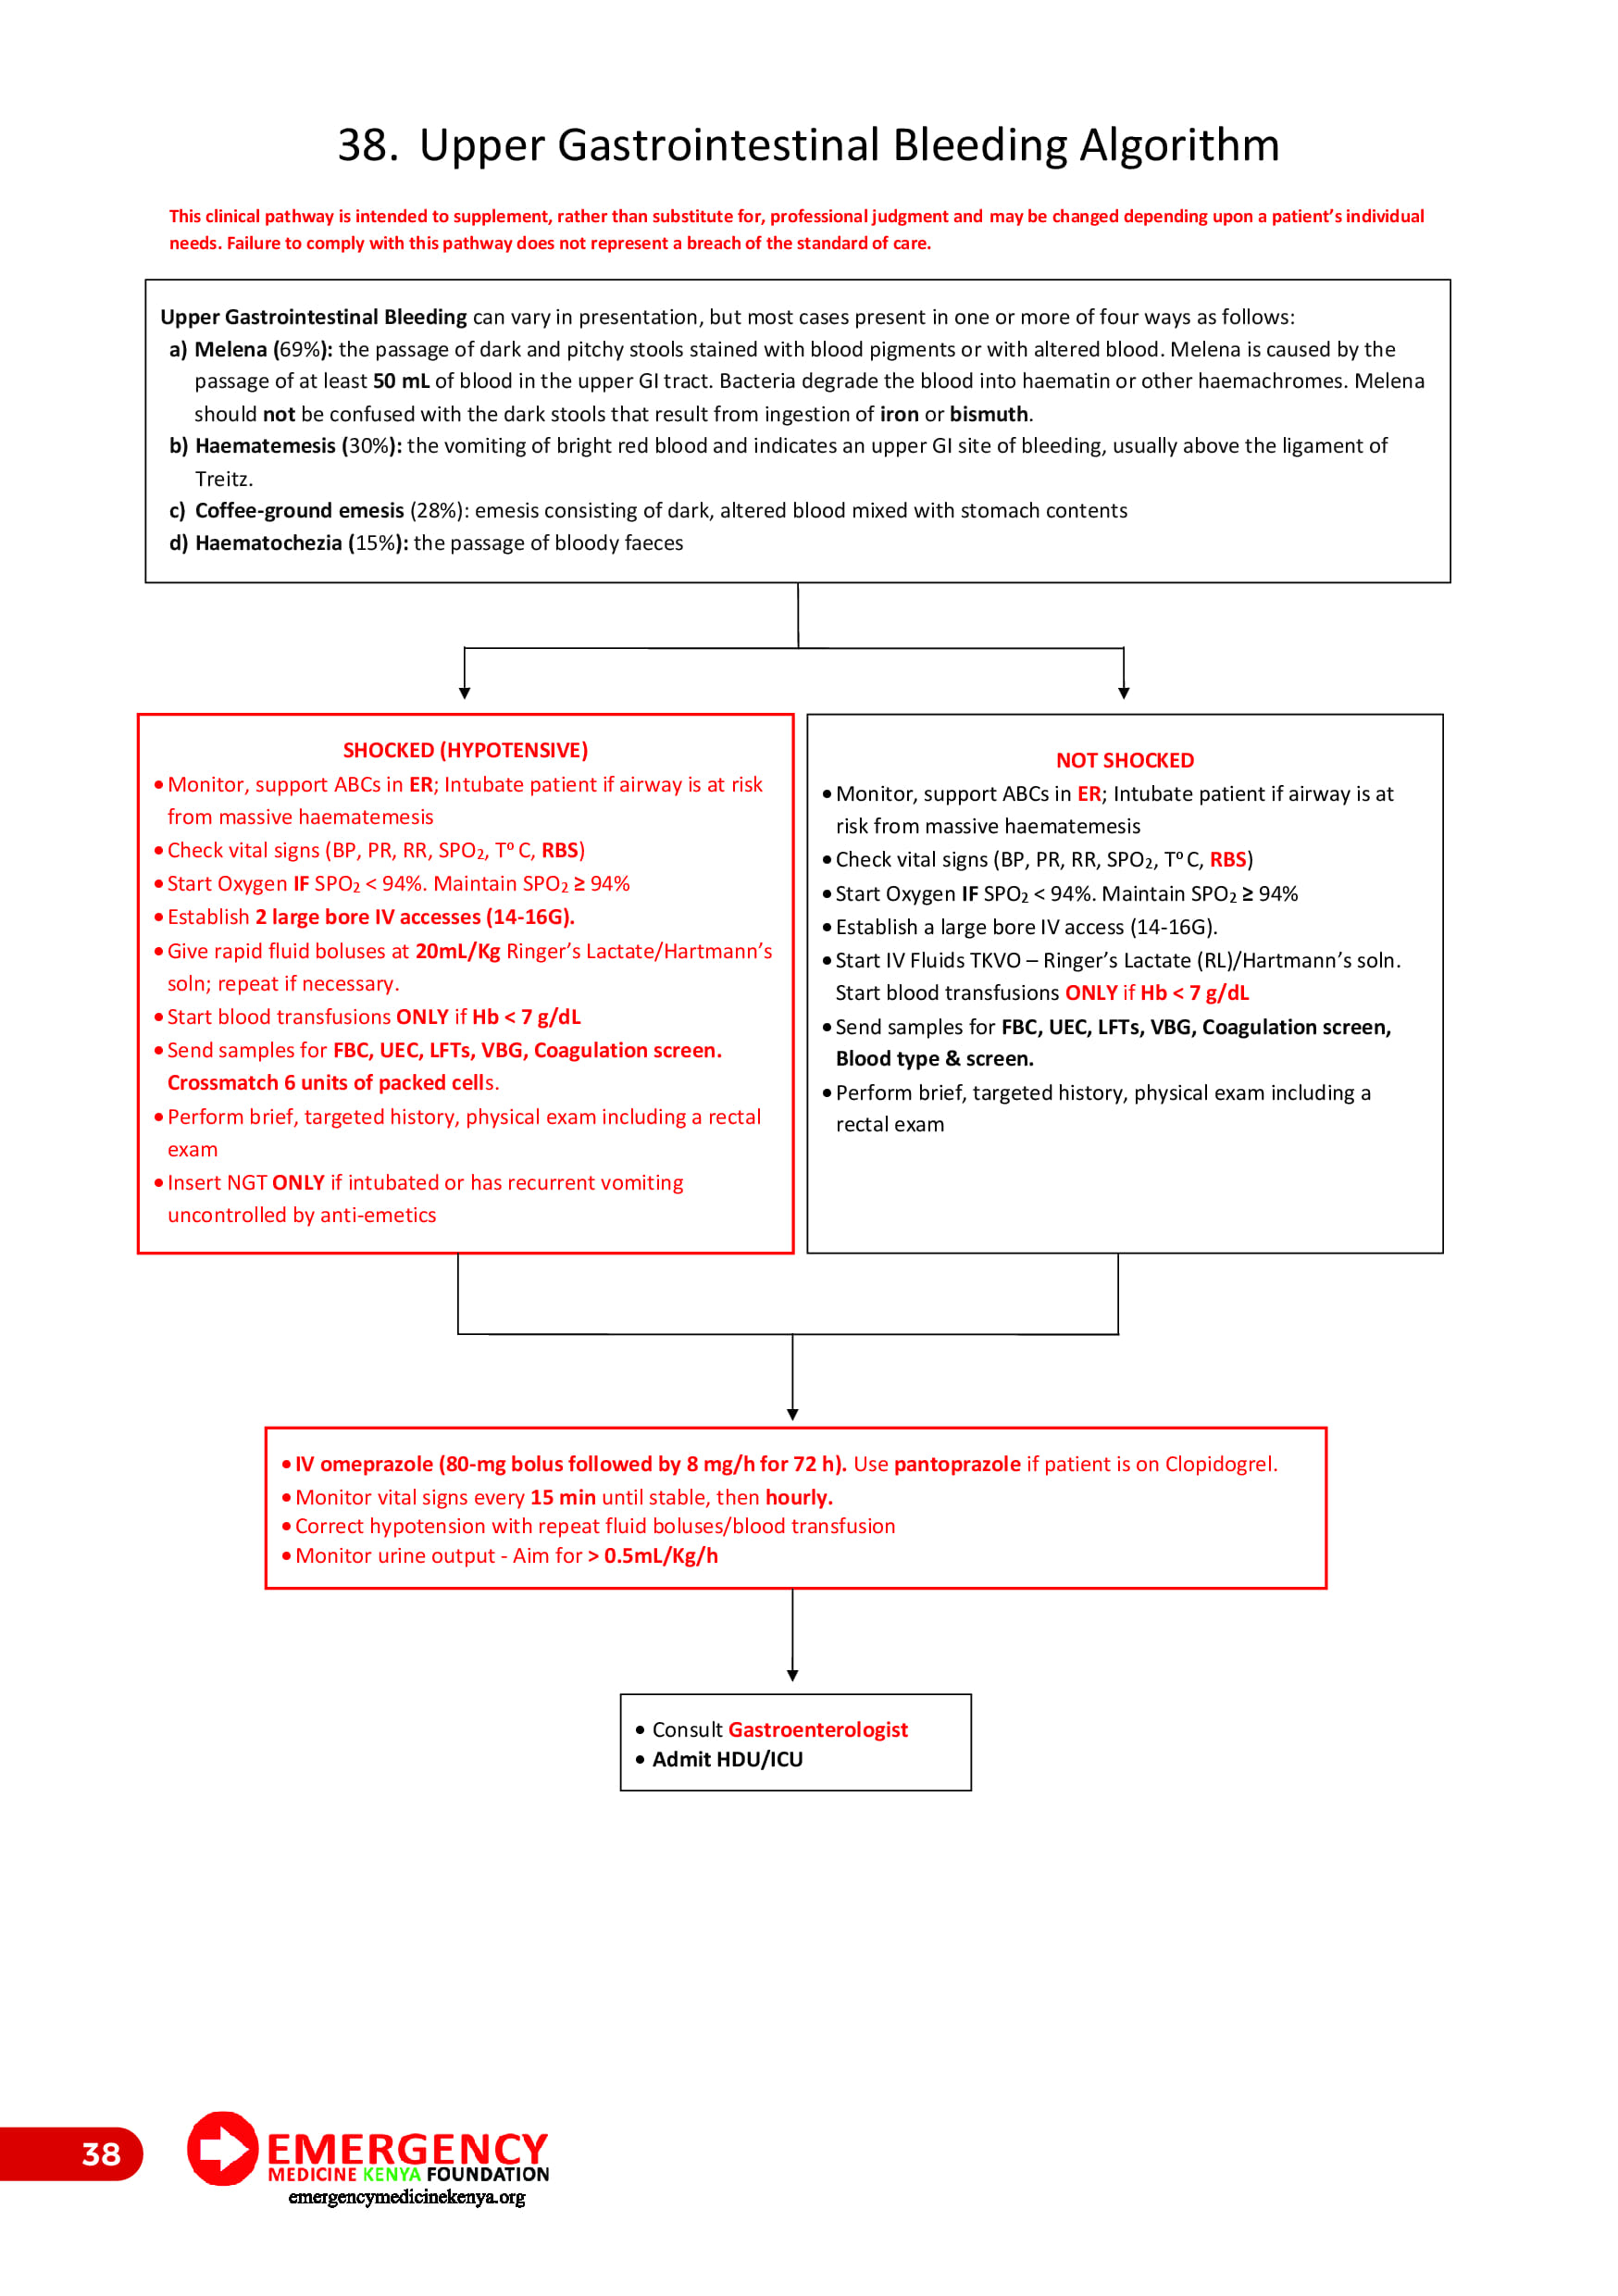 38. Upper Gastrointestinal Bleeding Algorithm
This clinical pathway is intended to supplement, rather than substitute for, professional judgment and may be changed depending upon a patient’s individual
needs. Failure to comply with this pathway does not represent a breach of the standard of care.
Upper Gastrointestinal Bleeding can vary in presentation, but most cases present in one or more of four ways as follows:
a) Melena (69%): the passage of dark and pitchy stools stained with blood pigments or with altered blood. Melena is caused by the
passage of at least 50 mL of blood in the upper GI tract. Bacteria degrade the blood into haematin or other haemachromes. Melena
should not be confused with the dark stools that result from ingestion of iron or bismuth.
b) Haematemesis (30%): the vomiting of bright red blood and indicates an upper GI site of bleeding, usually above the ligament of
Treitz.
c) Coffee-ground emesis (28%): emesis consisting of dark, altered blood mixed with stomach contents
d) Haematochezia (15%): the passage of bloody faeces
SHOCKED (HYPOTENSIVE)
• Monitor, support ABCs in ER; Intubate patient if airway is at risk
from massive haematemesis
• Check vital signs (BP, PR, RR, SPO₂, T⁰ C, RBS)
• Start Oxygen IF SPO₂ < 94%. Maintain SPO₂ ≥ 94%
• Establish 2 large bore IV accesses (14-16G).
• Give rapid fluid boluses at 20mL/Kg Ringer’s Lactate/Hartmann’s
soln; repeat if necessary.
• Start blood transfusions ONLY if Hb < 7 g/dL
• Send samples for FBC, UEC, LFTs, VBG, Coagulation screen.
Crossmatch 6 units of packed cells.
• Perform brief, targeted history, physical exam including a rectal
exam
• Insert NGT ONLY if intubated or has recurrent vomiting
uncontrolled by anti-emetics
NOT SHOCKED
• Monitor, support ABCs in ER; Intubate patient if airway is at
risk from massive haematemesis
• Check vital signs (BP, PR, RR, SPO₂, T⁰ C, RBS)
• Start Oxygen IF SPO₂ < 94%. Maintain SPO₂ ≥ 94%
• Establish a large bore IV access (14-16G).
• Start IV Fluids TKVO – Ringer’s Lactate (RL)/Hartmann’s soln.
Start blood transfusions ONLY if Hb < 7 g/dL
• Send samples for FBC, UEC, LFTs, VBG, Coagulation screen,
Blood type & screen.
• Perform brief, targeted history, physical exam including a
rectal exam
• IV omeprazole (80-mg bolus followed by 8 mg/h for 72 h). Use pantoprazole if patient is on Clopidogrel.
• Monitor vital signs every 15 min until stable, then hourly.
• Correct hypotension with repeat fluid boluses/blood transfusion
• Monitor urine output - Aim for > 0.5mL/Kg/h
• Consult Gastroenterologist
• Admit HDU/ICU
38
EMERGENCY
MEDICINE KENYA FOUNDATION
emergencymedicinekenya.org